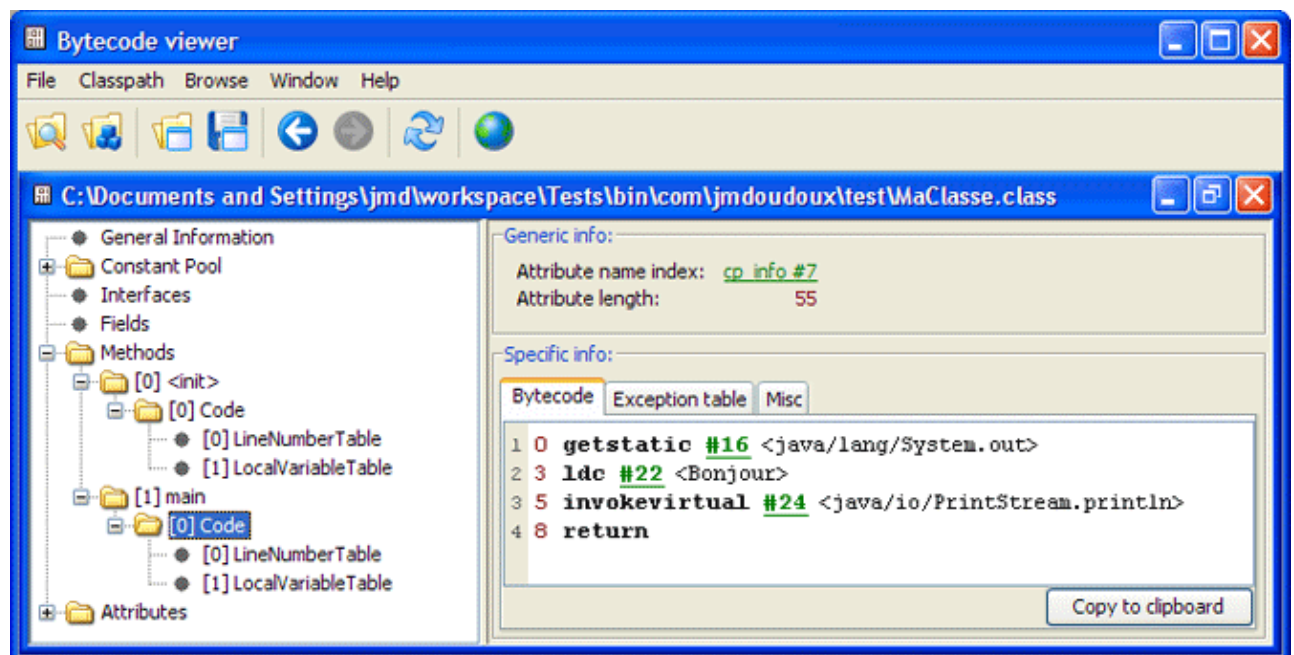 Bytecode viewer
File Classpath Browse Window Help
C:\Documents and Settings\jmd\workspace\Tests\bin\com\jmdoudoux\test\MaClasse.class
General Information
Constant Pool
Interfaces
Fields
Methods
[0] <init>
[0] Code
[0] LineNumberTable
[1] LocalVariableTable
[1] main
[0] Code
[0] LineNumberTable
[1] LocalVariableTable
Attributes
Generic info:
Attribute name index: cp_info #7
Attribute length: 55
Specific info:
Bytecode Exception table Misc
1 0 getstatic #16 <java/lang/System.out>
2 3 ldc #22 <Bonjour>
3 5 invokevirtual #24 <java/io/PrintStream.println>
4 8 return
Copy to clipboard